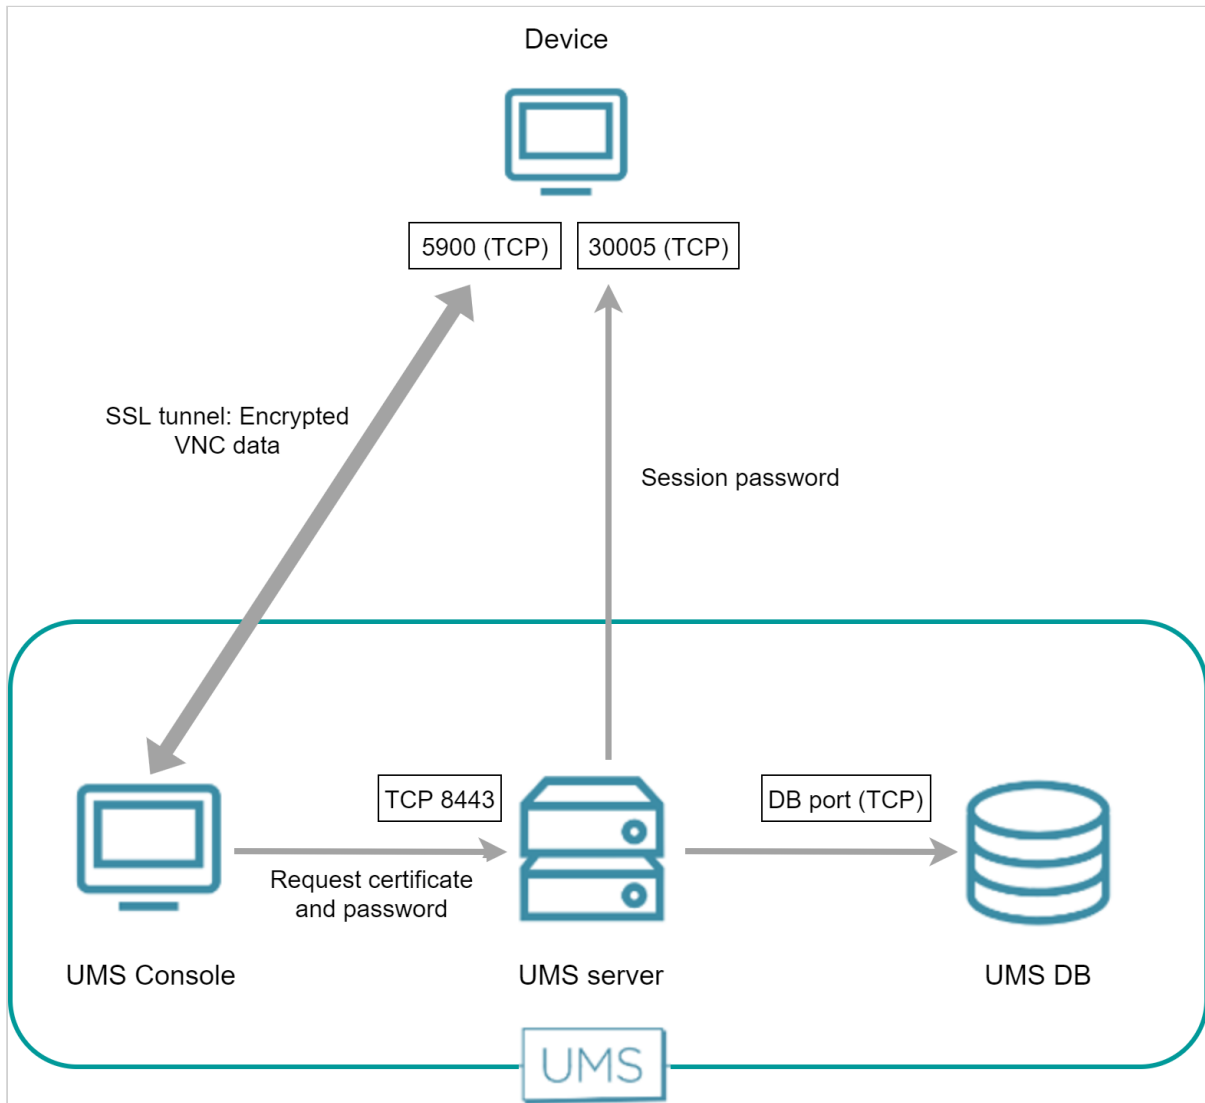 Device
5900 (TCP)
30005 (TCP)
SSL tunnel: Encrypted
VNC data
Session password
TCP 8443
DB port (TCP)
Request certificate
and password
UMS Console
UMS server
UMS DB
UMS